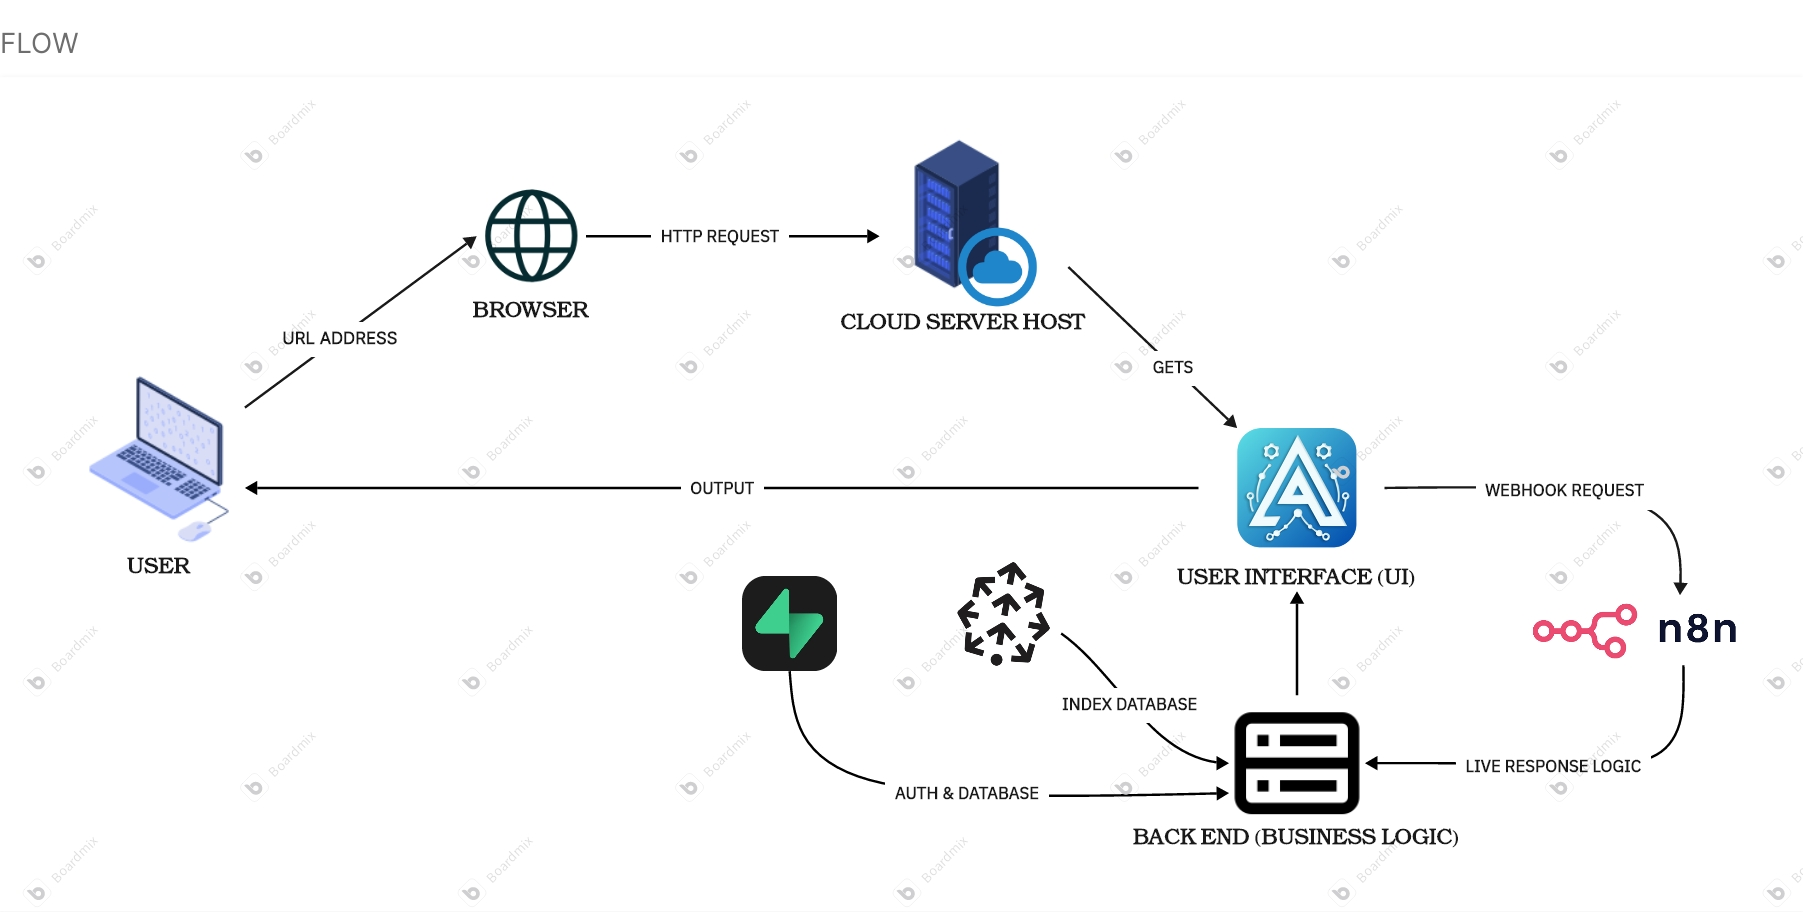 FLOW
BROWSER
HTTP REQUEST
CLOUD SERVER HOST
URL ADDRESS
GETS
USER
OUTPUT
WEBHOOK REQUEST
USER INTERFACE (UI)
n8n
INDEX DATABASE
AUTH & DATABASE
LIVE RESPONSE LOGIC
BACK END (BUSINESS LOGIC)
Boardmix